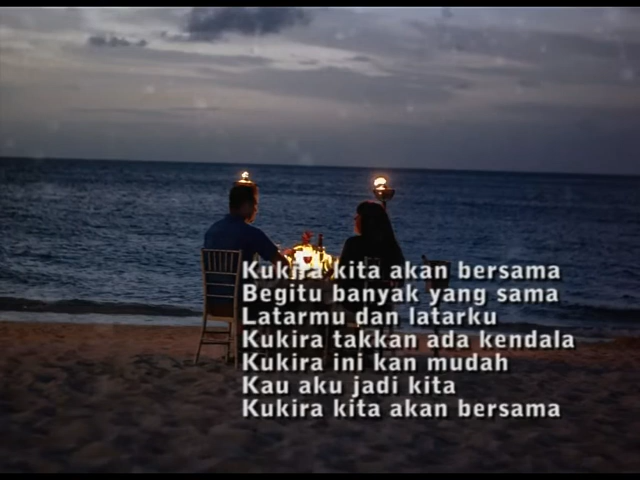 Kukira kita akan bersama
Begitu banyak yang sama
Latarmu dan latarku
Kukira takkan ada kendala
Kukira ini kan mudah
Kau aku jadi kita
Kukira kita akan bersama